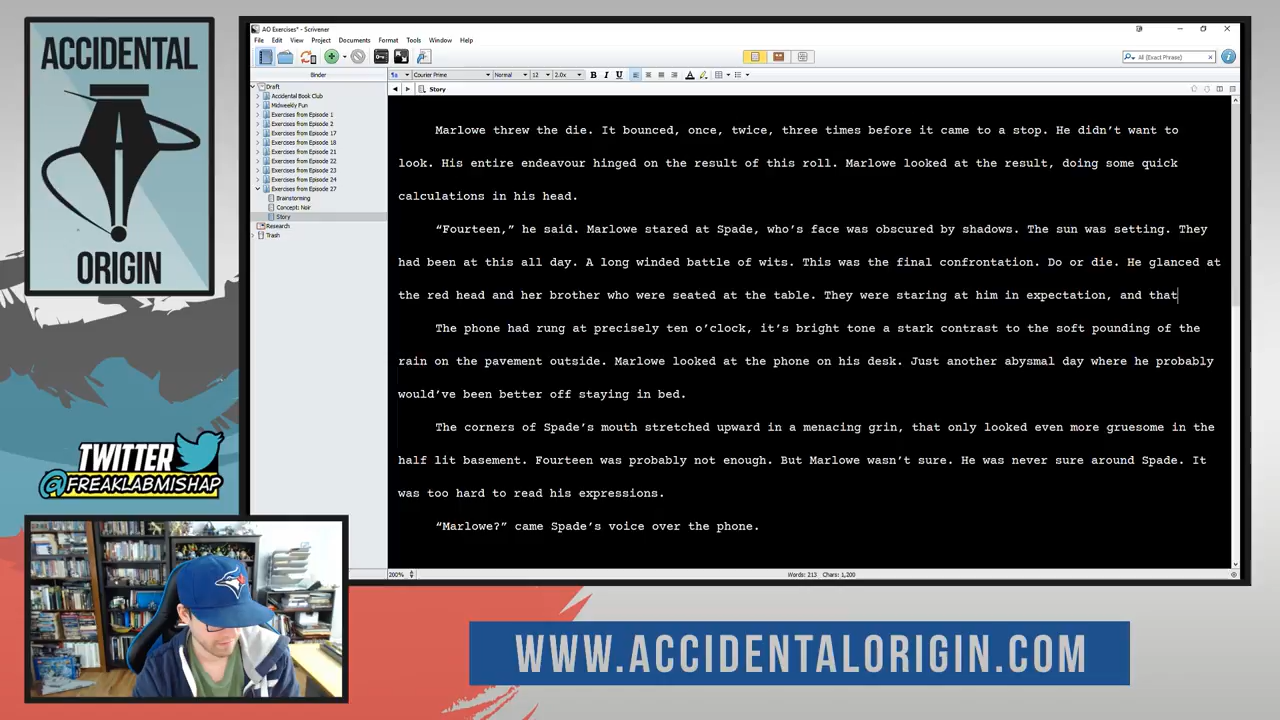 ACCIDENTAL
ORIGIN
TWITTER
@FREAKLABMISHAP
WWW.ACCIDENTALORIGIN.COM
AO Exercises* - Scrivener
File Edit View Project Documents Format Tools Window Help
All (Exact Phrase)
Binder
Courier Prime Normal 12 2.0x B I U A
Draft
Accidental Book Club
Midweekly Fun
Exercises from Episode 1
Exercises from Episode 2
Exercises from Episode 17
Exercises from Episode 18
Exercises from Episode 21
Exercises from Episode 22
Exercises from Episode 23
Exercises from Episode 24
Exercises from Episode 27
Brainstorming
Concept: Noir
Story
Research
Trash
Story
Marlowe threw the die. It bounced, once, twice, three times before it came to a stop. He didn’t want to
look. His entire endeavour hinged on the result of this roll. Marlowe looked at the result, doing some quick
calculations in his head.
“Fourteen,” he said. Marlowe stared at Spade, who’s face was obscured by shadows. The sun was setting. They
had been at this all day. A long winded battle of wits. This was the final confrontation. Do or die. He glanced at
the red head and her brother who were seated at the table. They were staring at him in expectation, and that
The phone had rung at precisely ten o’clock, it’s bright tone a stark contrast to the soft pounding of the
rain on the pavement outside. Marlowe looked at the phone on his desk. Just another abysmal day where he probably
would’ve been better off staying in bed.
The corners of Spade’s mouth stretched upward in a menacing grin, that only looked even more gruesome in the
half lit basement. Fourteen was probably not enough. But Marlowe wasn’t sure. He was never sure around Spade. It
was too hard to read his expressions.
“Marlowe?” came Spade’s voice over the phone.
200% Words: 213 Chars: 1,200